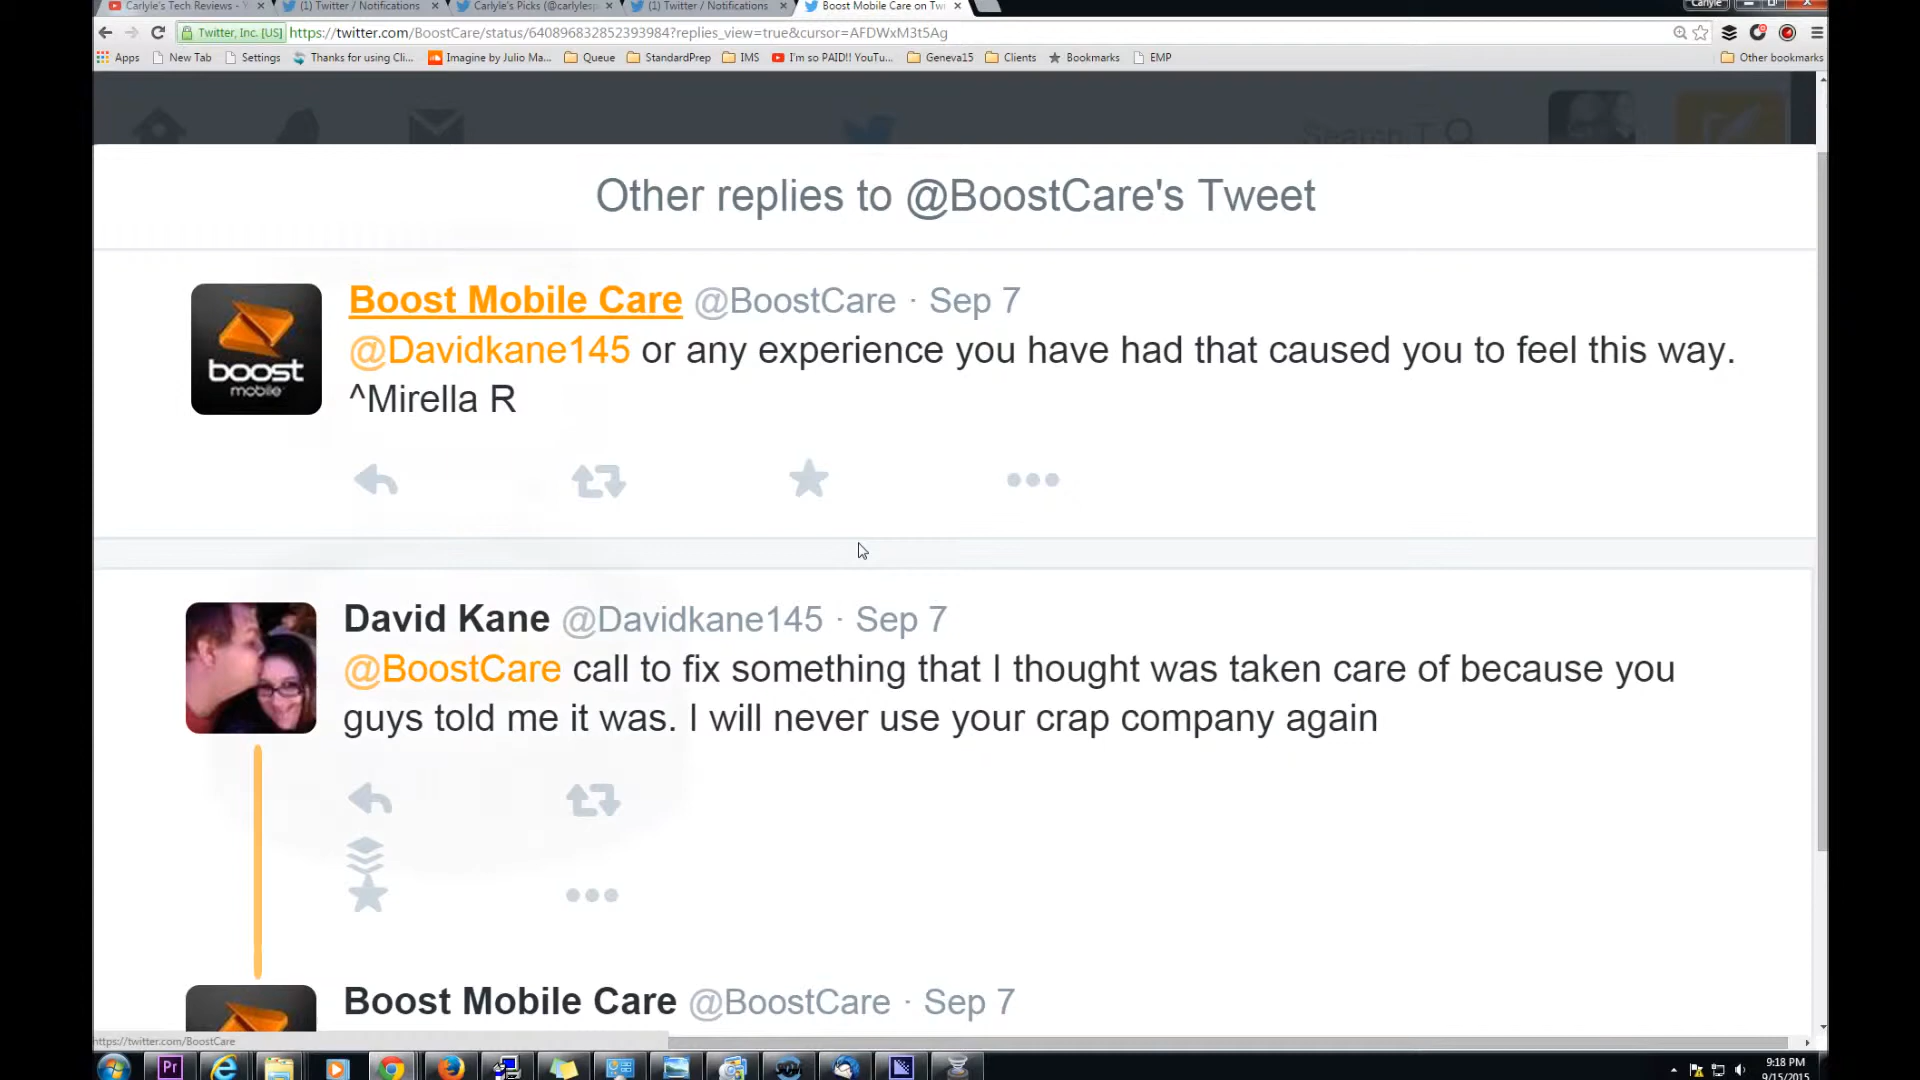 Carlyle's Tech Reviews - Y
(1) Twitter / Notifications
Carlyle's Picks (@carlylesp
(1) Twitter / Notifications
Boost Mobile Care on Twi
Carlyle
Twitter, Inc. [US] https://twitter.com/BoostCare/status/640896832852393984?replies_view=true&cursor=AFDWxM3t5Ag
Apps New Tab Settings Thanks for using Cli... Imagine by Julio Ma... Queue StandardPrep IMS I'm so PAID!! YouTu... Geneva15 Clients Bookmarks EMP Other bookmarks
Search T
Other replies to @BoostCare's Tweet
Boost Mobile Care @BoostCare · Sep 7
@Davidkane145 or any experience you have had that caused you to feel this way.
^Mirella R
boost
mobile
David Kane @Davidkane145 · Sep 7
@BoostCare call to fix something that I thought was taken care of because you
guys told me it was. I will never use your crap company again
Boost Mobile Care @BoostCare · Sep 7
https://twitter.com/BoostCare
Pr
9:18 PM
9/15/2015